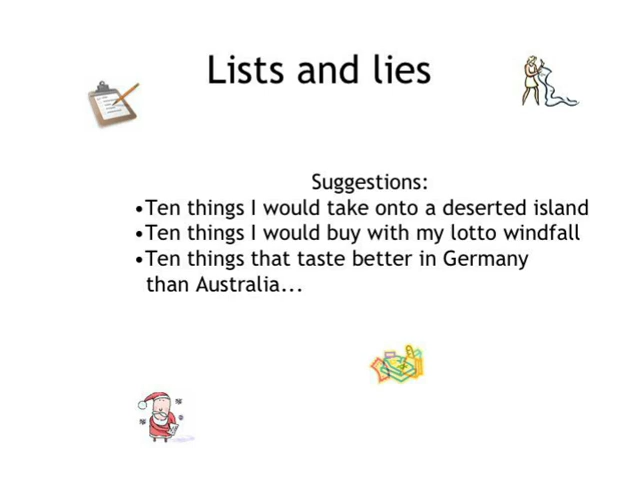 Lists and lies
Suggestions:
•Ten things I would take onto a deserted island
•Ten things I would buy with my lotto windfall
•Ten things that taste better in Germany
than Australia...